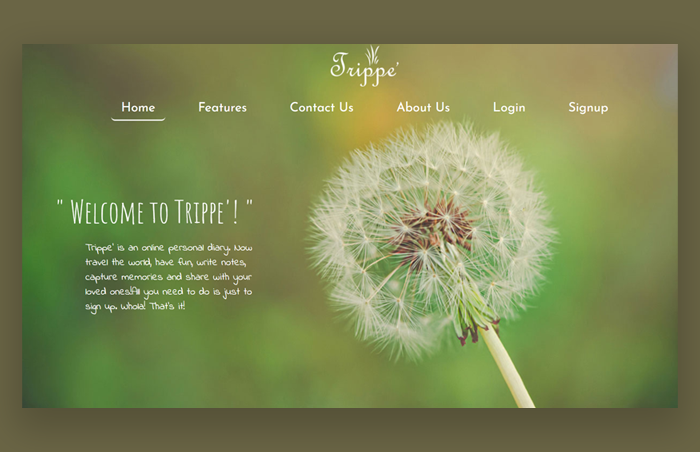 Trippe'
Home Features Contact Us About Us Login Signup
" Welcome to Trippe'! "
Trippe' is an online personal diary. Now
travel the world, have fun, write notes,
capture memories and share with your
loved ones!All you need to do is just to
sign up. Whola! That's it!